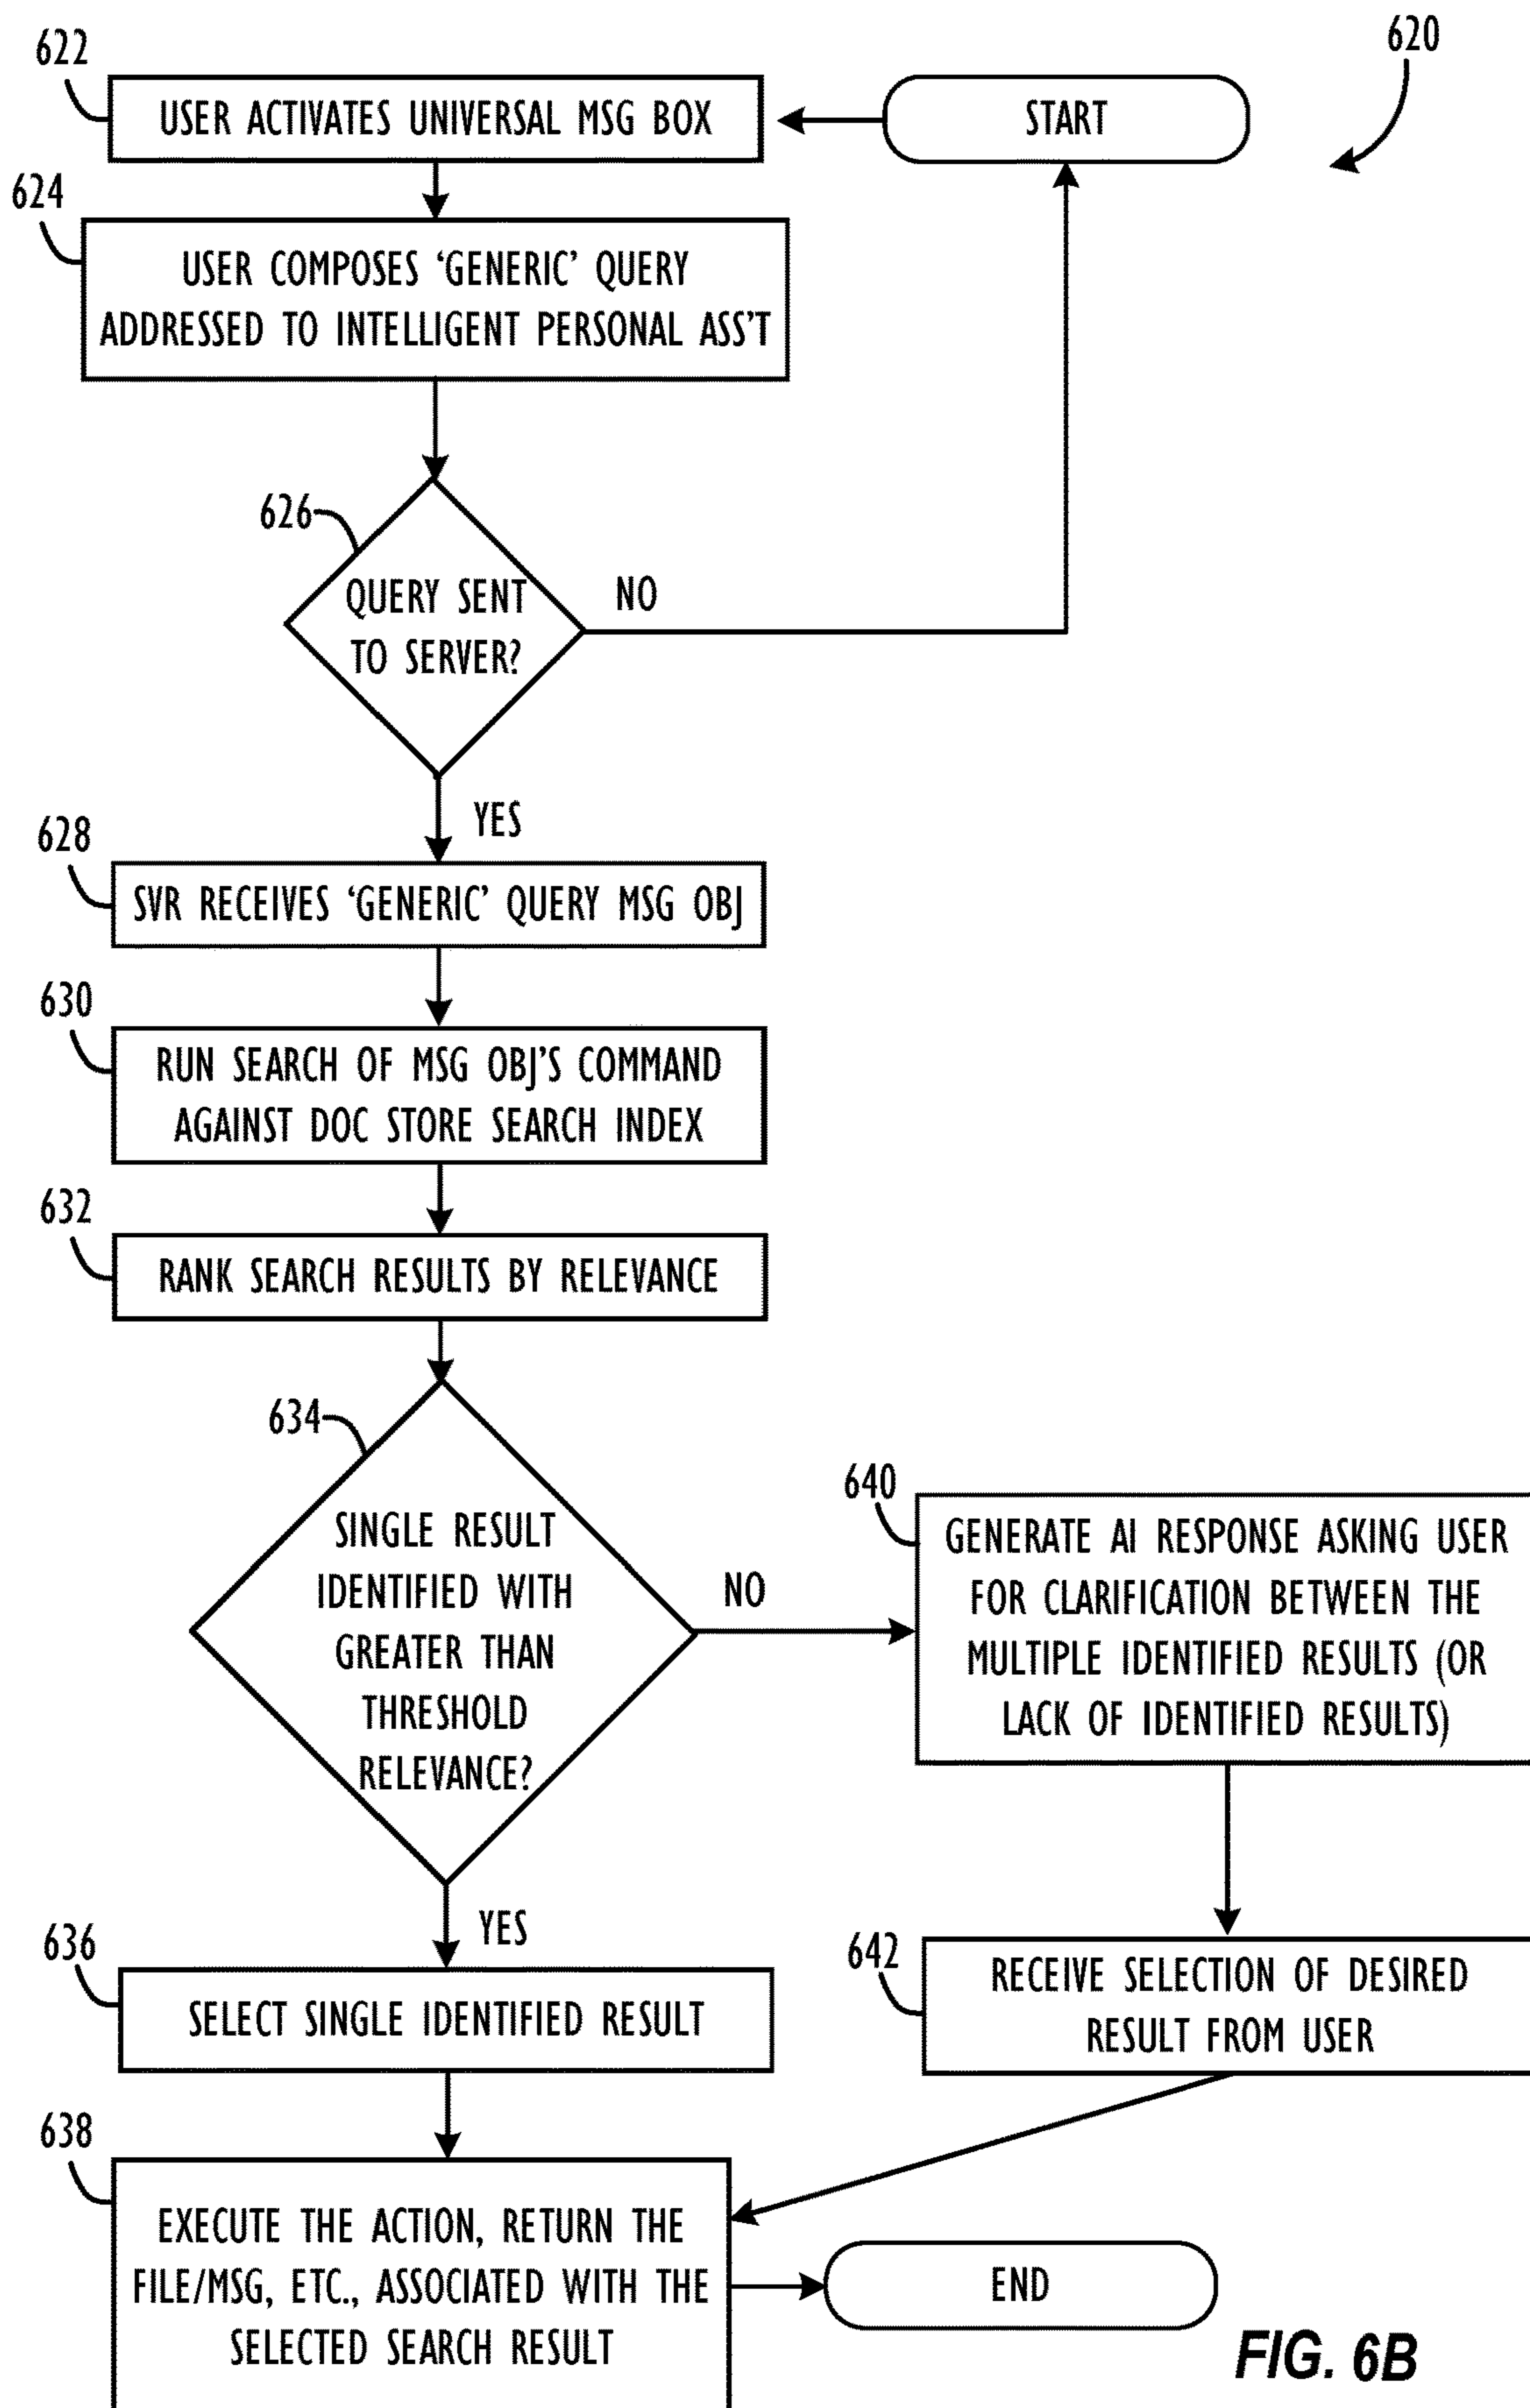 620
622
USER ACTIVATES UNIVERSAL MSG BOX
START
624
USER COMPOSES ‘GENERIC’ QUERY
ADDRESSED TO INTELLIGENT PERSONAL ASS’T
626
QUERY SENT
TO SERVER?
NO
YES
628
SVR RECEIVES ‘GENERIC’ QUERY MSG OBJ
630
RUN SEARCH OF MSG OBJ’S COMMAND
AGAINST DOC STORE SEARCH INDEX
632
RANK SEARCH RESULTS BY RELEVANCE
634
SINGLE RESULT
IDENTIFIED WITH
GREATER THAN
THRESHOLD
RELEVANCE?
NO
640
GENERATE AI RESPONSE ASKING USER
FOR CLARIFICATION BETWEEN THE
MULTIPLE IDENTIFIED RESULTS (OR
LACK OF IDENTIFIED RESULTS)
YES
636
SELECT SINGLE IDENTIFIED RESULT
642
RECEIVE SELECTION OF DESIRED
RESULT FROM USER
638
EXECUTE THE ACTION, RETURN THE
FILE/MSG, ETC., ASSOCIATED WITH THE
SELECTED SEARCH RESULT
END
FIG. 6B